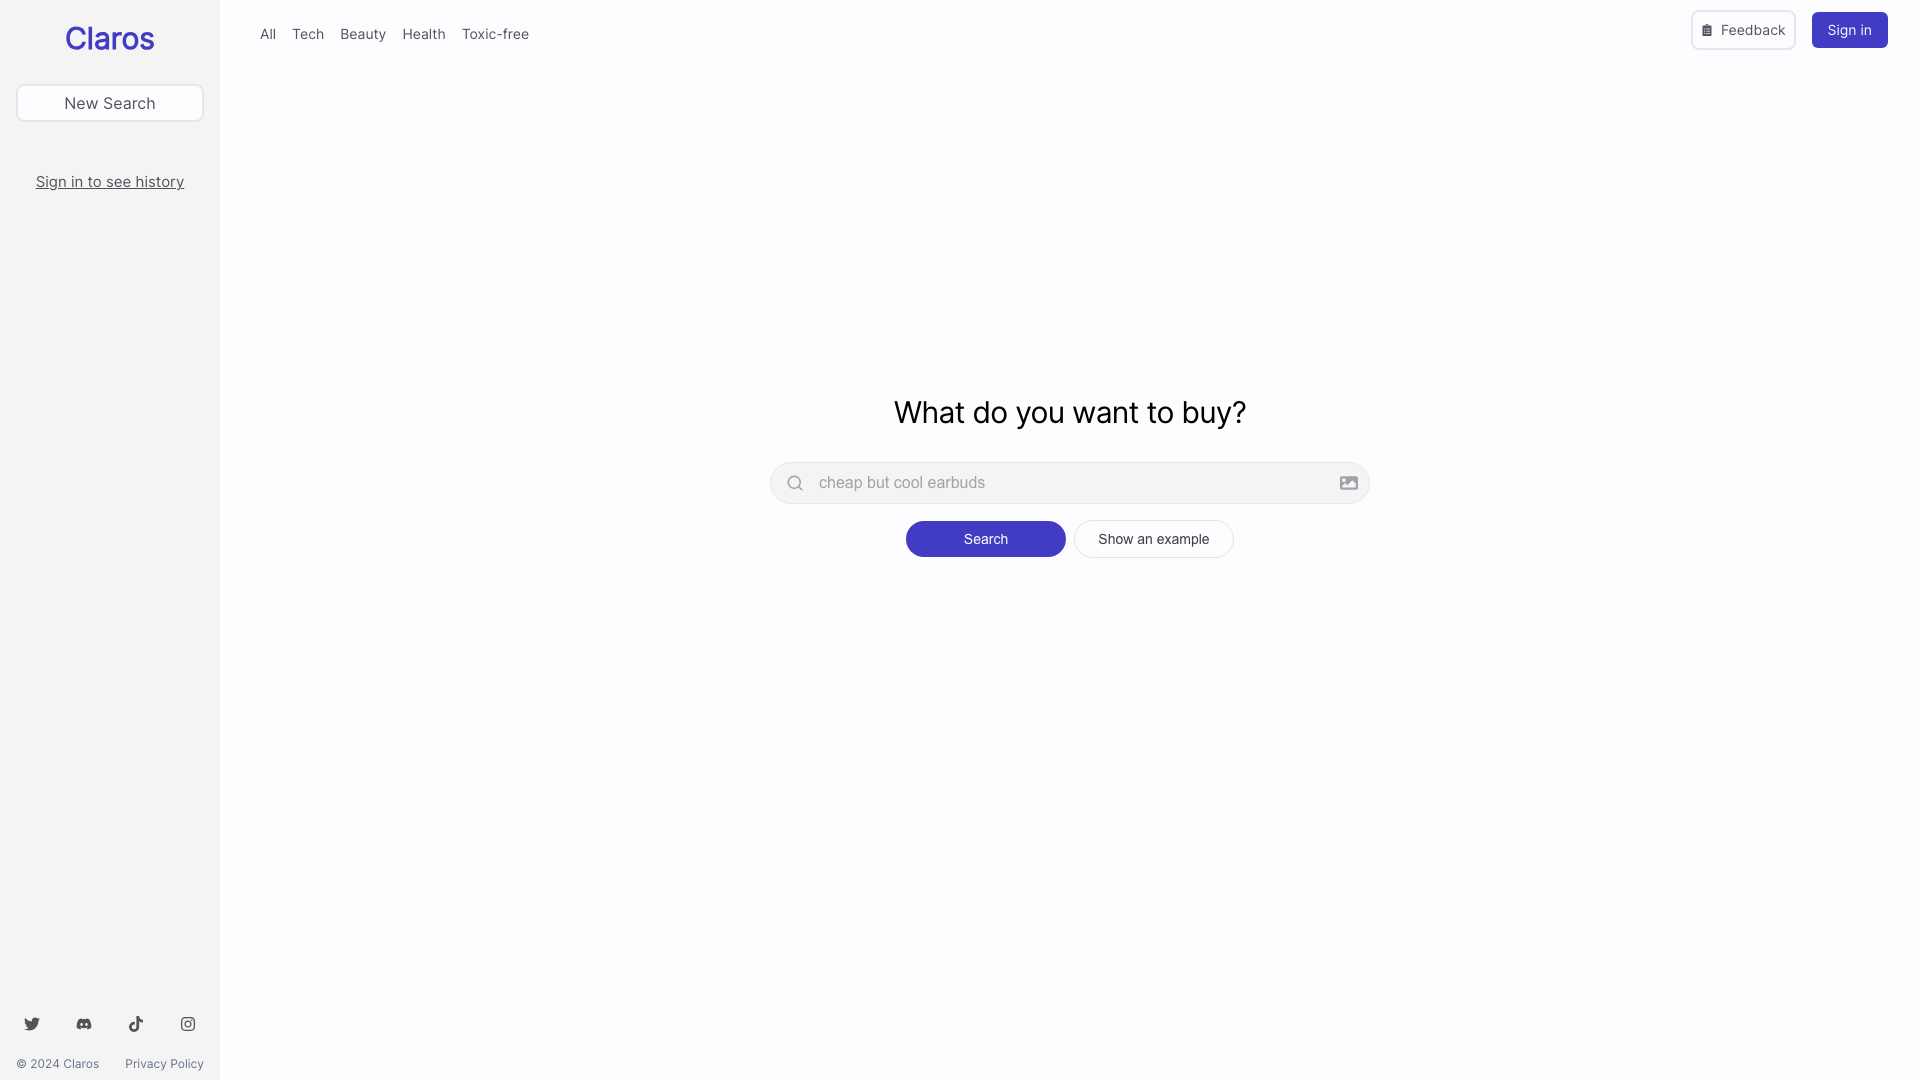 Claros
New Search
Sign in to see history
All
Tech
Beauty
Health
Toxic-free
Feedback
Sign in
What do you want to buy?
cheap but cool earbuds
Search
Show an example
© 2024 Claros
Privacy Policy